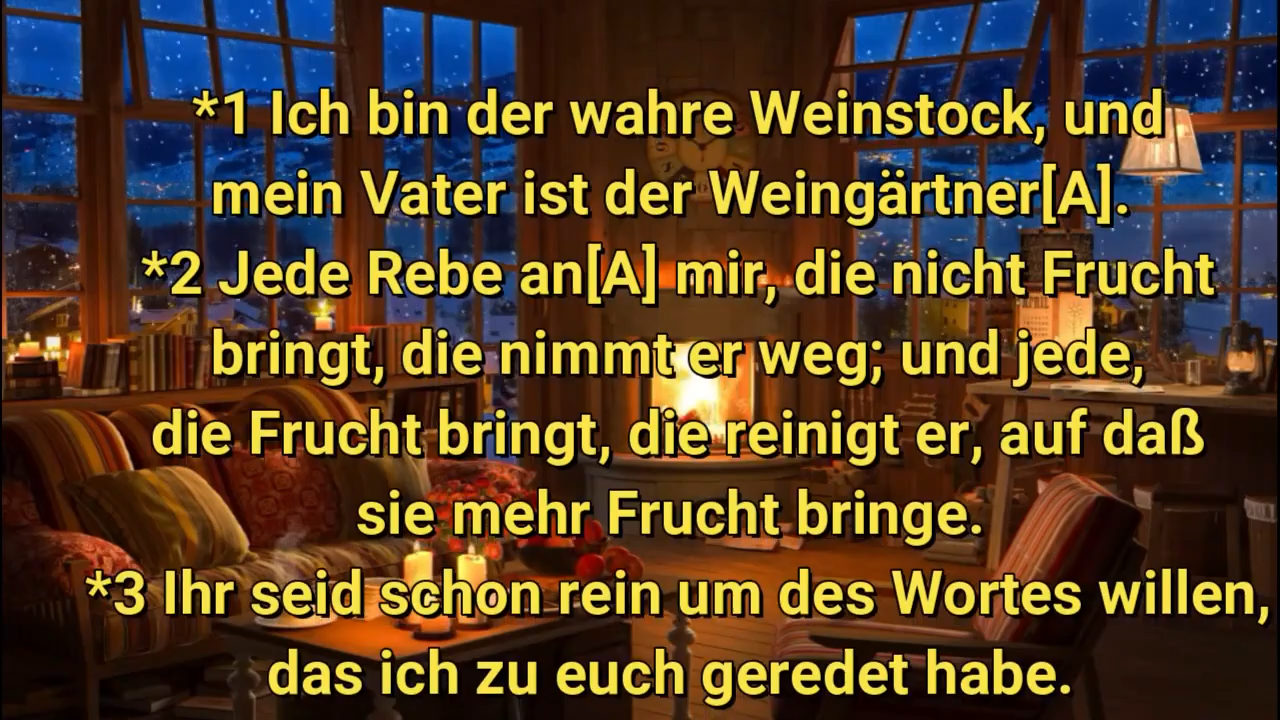 *1 Ich bin der wahre Weinstock, und
mein Vater ist der Weingärtner[A].
*2 Jede Rebe an[A] mir, die nicht Frucht
bringt, die nimmt er weg; und jede,
die Frucht bringt, die reinigt er, auf daß
sie mehr Frucht bringe.
*3 Ihr seid schon rein um des Wortes willen,
das ich zu euch geredet habe.